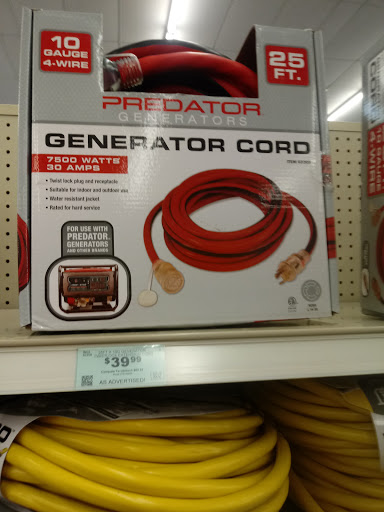 10
GAUGE
4-WIRE
25
FT.
PREDATOR
GENERATORS
GENERATOR CORD
7500 WATTS
30 AMPS
• Twist lock plug and receptacle
• Suitable for indoor and outdoor use
• Water resistant jacket
• Rated for hard service
FOR USE WITH
PREDATOR
GENERATORS
AND OTHER BRANDS
$39.99
AS ADVERTISED!